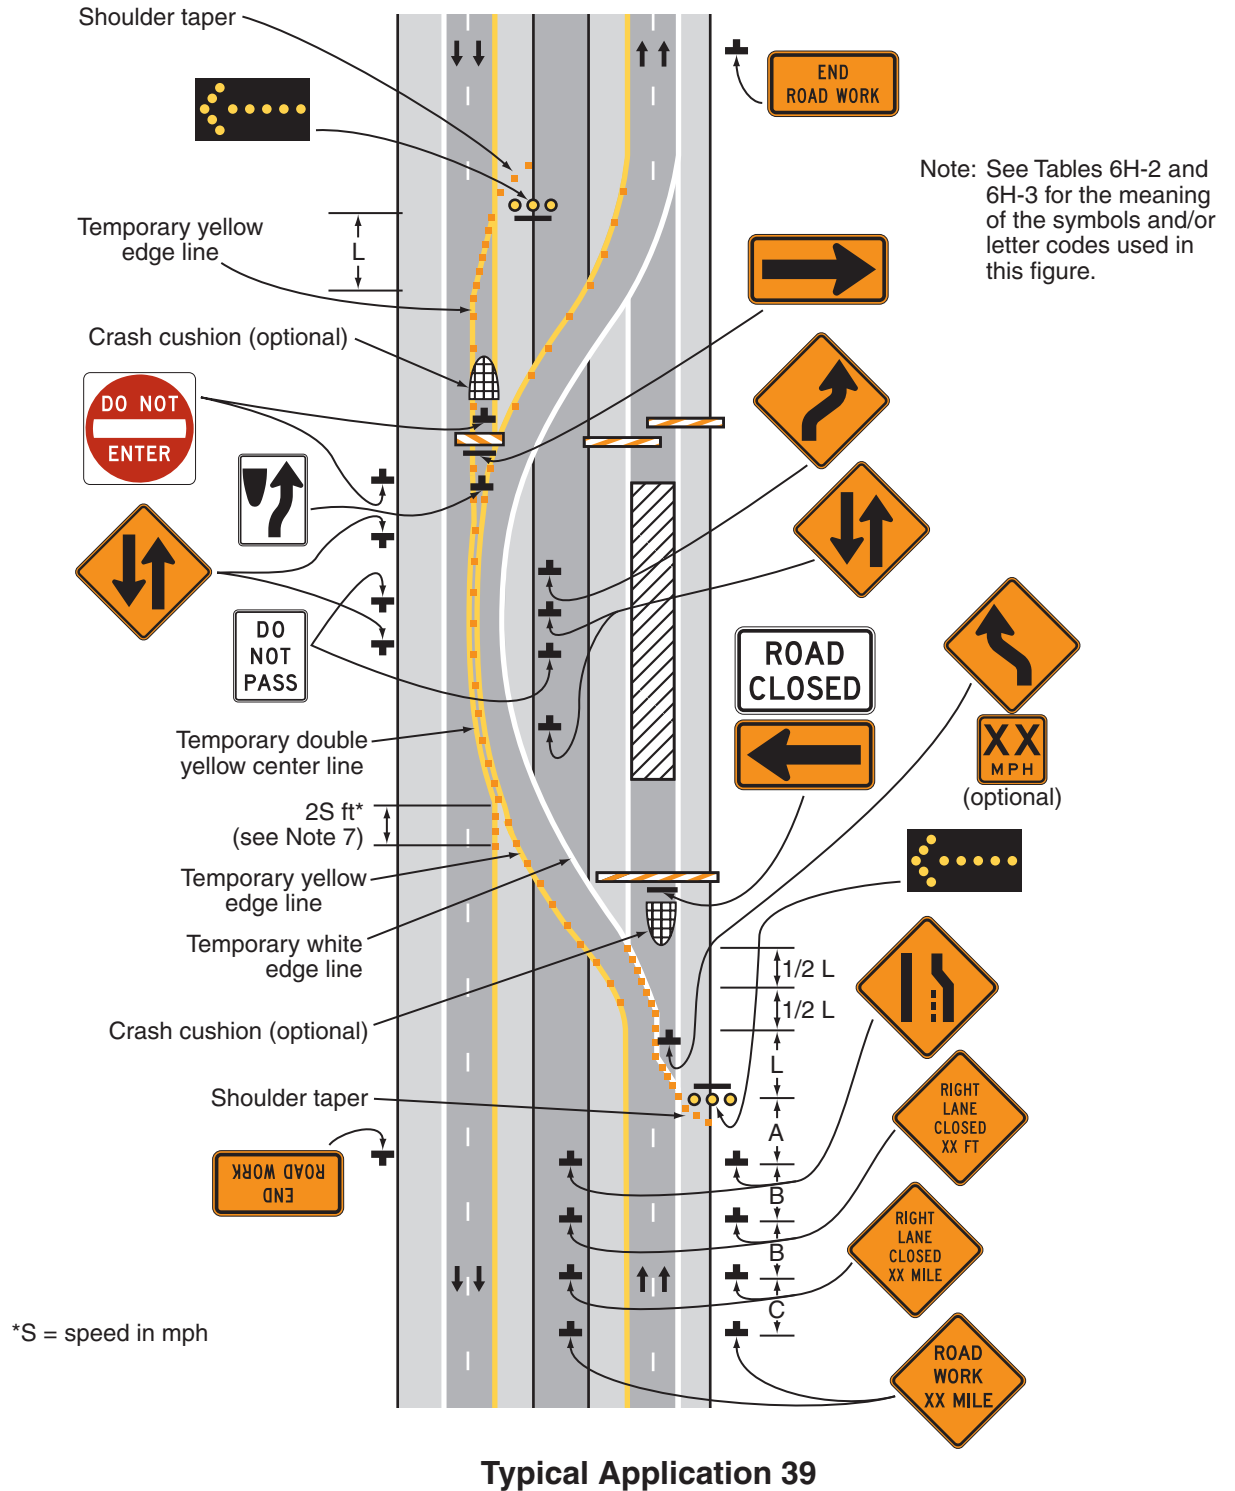 Shoulder taper
END
ROAD WORK
Note: See Tables 6H-2 and
6H-3 for the meaning
of the symbols and/or
letter codes used in
this figure.
Temporary yellow
edge line
L
Crash cushion (optional)
DO NOT
ENTER
DO
NOT
PASS
ROAD
CLOSED
XX
MPH
(optional)
Temporary double
yellow center line
2S ft*
(see Note 7)
Temporary yellow
edge line
Temporary white
edge line
1/2 L
1/2 L
Crash cushion (optional)
L
Shoulder taper
A
RIGHT
LANE
CLOSED
XX FT
END
ROAD WORK
B
B
RIGHT
LANE
CLOSED
XX MILE
C
*S = speed in mph
ROAD
WORK
XX MILE
Typical Application 39